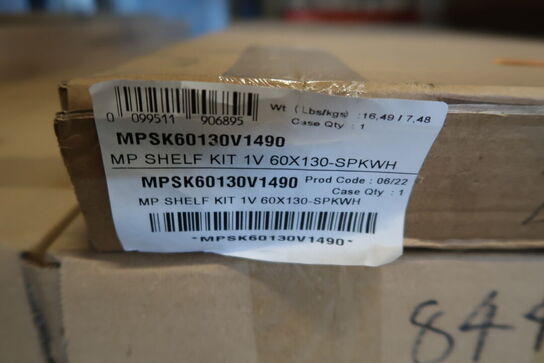 0 099511 906895
Wt (Lbs/kgs) :16,49 / 7,48
Case Qty : 1
MPSK60130V1490
MP SHELF KIT 1V 60X130-SPKWH
MPSK60130V1490 Prod Code : 06/22
Case Qty : 1
MP SHELF KIT 1V 60X130-SPKWH
*MPSK60130V1490*
844